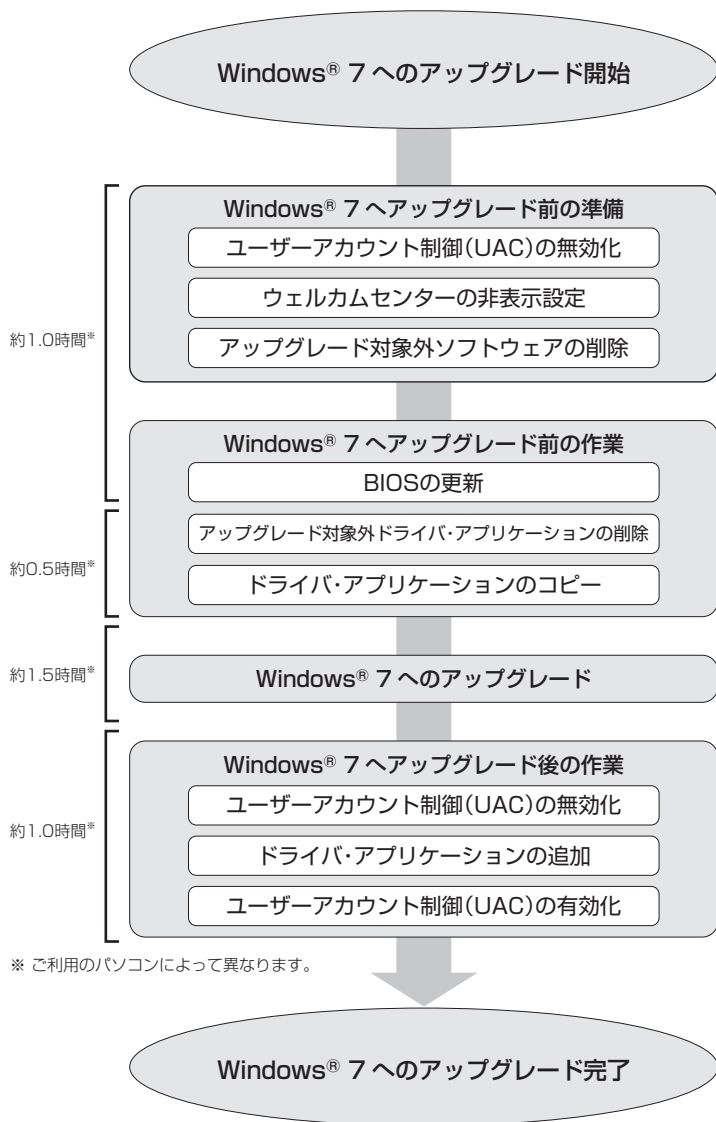 Windows® 7 へのアップグレード開始
約1.0時間※
Windows® 7 へアップグレード前の準備
ユーザーアカウント制御(UAC)の無効化
ウェルカムセンターの非表示設定
アップグレード対象外ソフトウェアの削除
Windows® 7 へアップグレード前の作業
BIOSの更新
約0.5時間※
アップグレード対象外ドライバ・アプリケーションの削除
ドライバ・アプリケーションのコピー
約1.5時間※
Windows® 7 へのアップグレード
約1.0時間※
Windows® 7 へアップグレード後の作業
ユーザーアカウント制御(UAC)の無効化
ドライバ・アプリケーションの追加
ユーザーアカウント制御(UAC)の有効化
※ ご利用のパソコンによって異なります。
Windows® 7 へのアップグレード完了